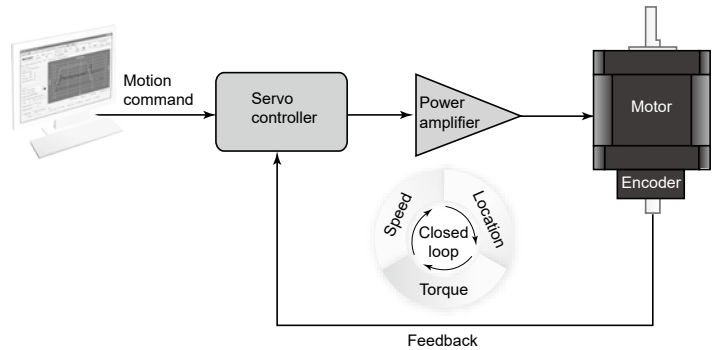 Motion
command
Servo
controller
Power
amplifier
Motor
Encoder
Speed
Location
Closed
loop
Torque
Feedback